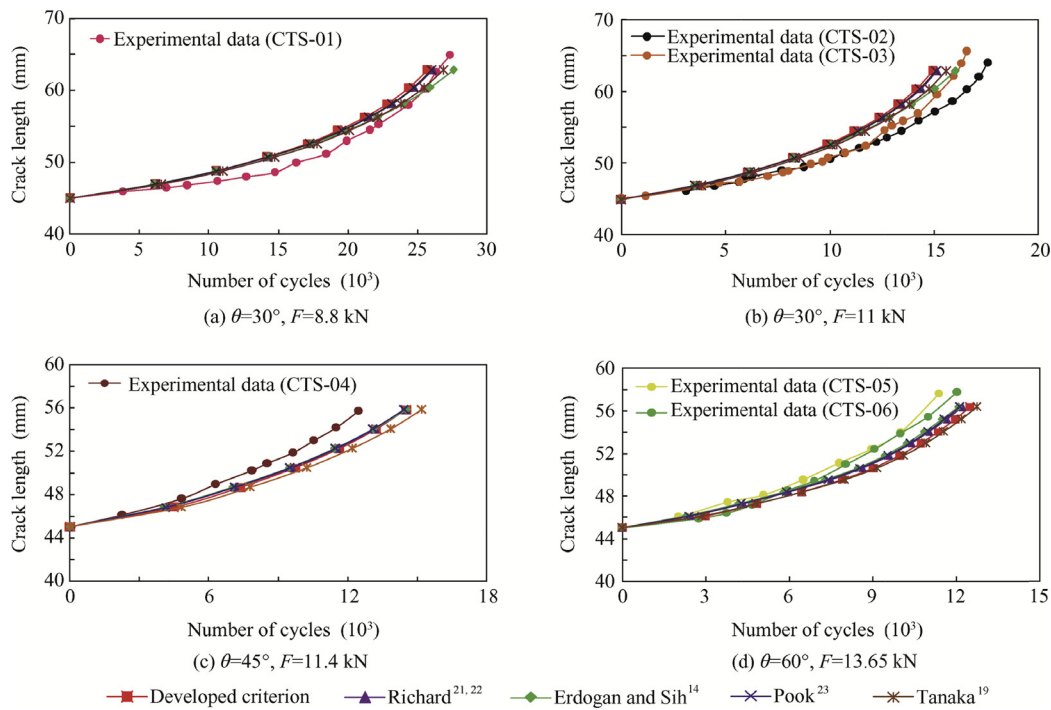 70
60
50
40
Crack length (mm)
Experimental data (CTS-01)
0
5
10
15
20
25
30
Number of cycles (10³)
(a) θ=30°, F=8.8 kN
70
60
50
40
Crack length (mm)
Experimental data (CTS-02)
Experimental data (CTS-03)
0
5
10
15
20
Number of cycles (10³)
(b) θ=30°, F=11 kN
60
56
52
48
44
40
Crack length (mm)
Experimental data (CTS-04)
0
6
12
18
Number of cycles (10³)
(c) θ=45°, F=11.4 kN
60
56
52
48
44
40
Crack length (mm)
Experimental data (CTS-05)
Experimental data (CTS-06)
0
3
6
9
12
15
Number of cycles (10³)
(d) θ=60°, F=13.65 kN
Developed criterion
Richard²¹, ²²
Erdogan and Sih¹⁴
Pook²³
Tanaka¹⁹